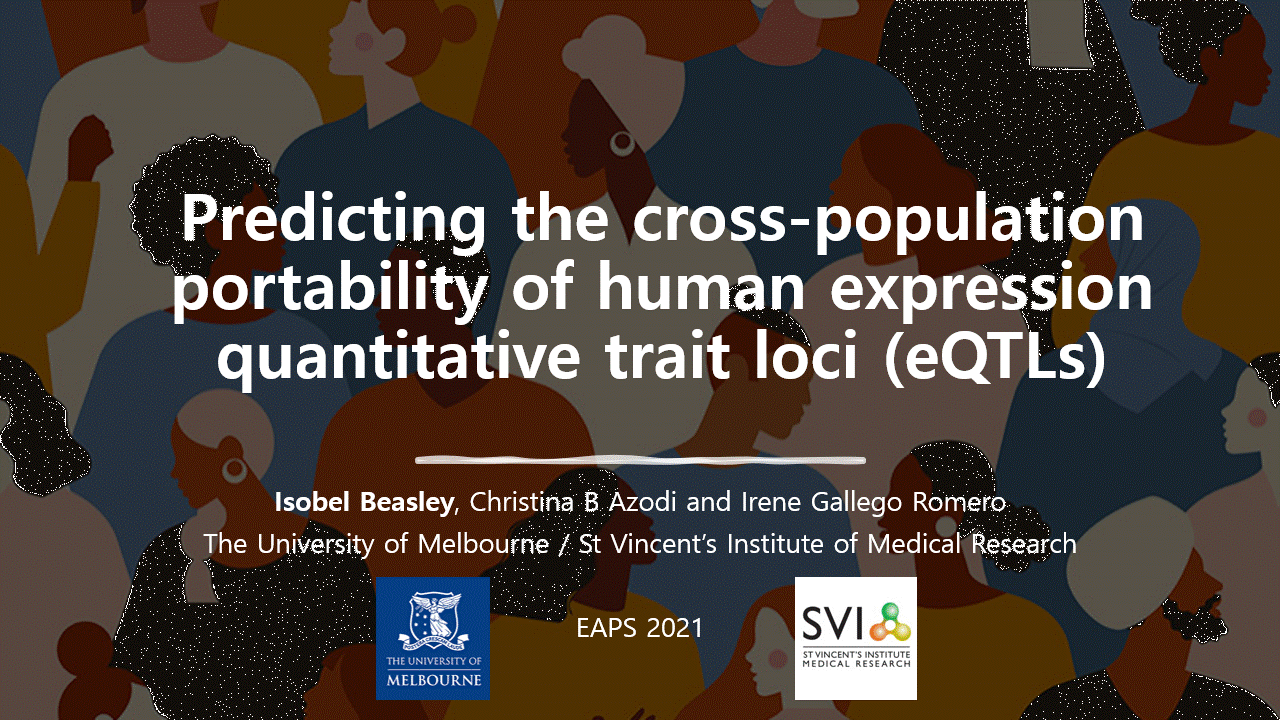 Predicting the cross-population
portability of human expression
quantitative trait loci (eQTLs)
Isobel Beasley, Christina B Azodi and Irene Gallego Romero
The University of Melbourne / St Vincent's Institute of Medical Research
EAPS 2021
THE UNIVERSITY OF
MELBOURNE
SVI
ST VINCENT'S INSTITUTE
MEDICAL RESEARCH